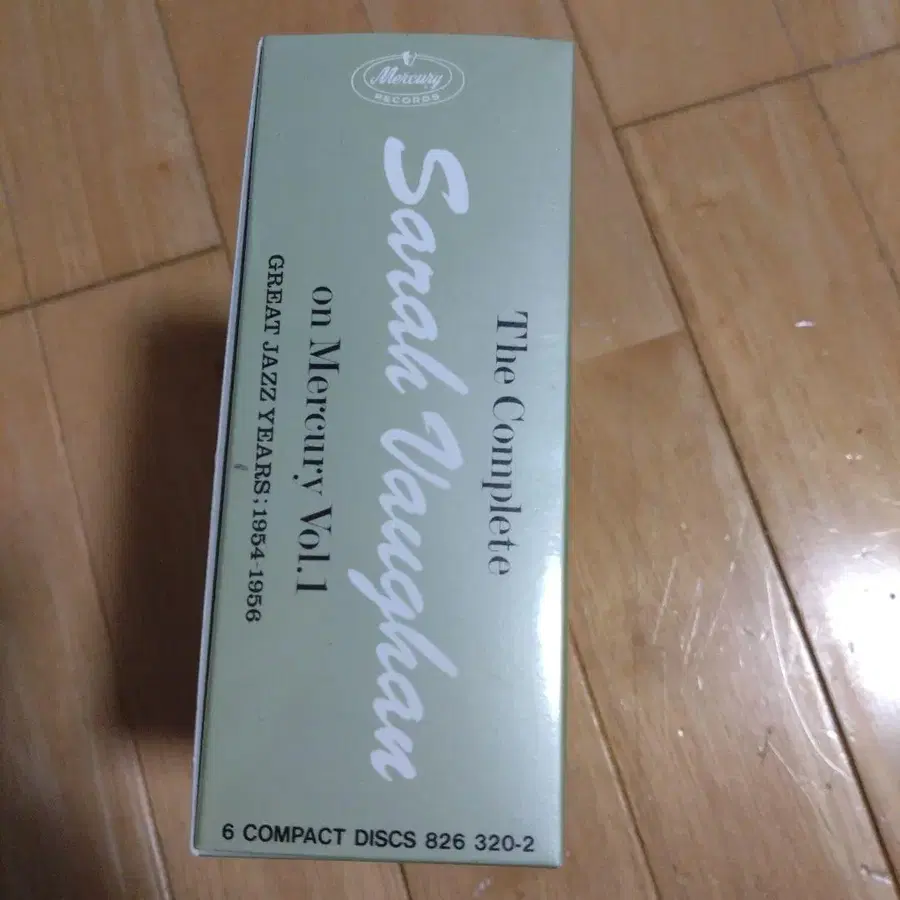 Mercury
RECORDS
The Complete
Sarah Vaughan
on Mercury Vol.1
GREAT JAZZ YEARS; 1954-1956
6 COMPACT DISCS 826 320-2